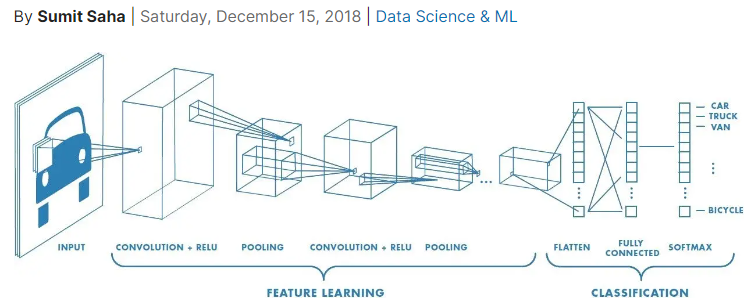 By Sumit Saha | Saturday, December 15, 2018 | Data Science & ML
CAR
TRUCK
VAN
BICYCLE
INPUT
CONVOLUTION + RELU
POOLING
CONVOLUTION + RELU
POOLING
FLATTEN
FULLY
CONNECTED
SOFTMAX
FEATURE LEARNING
CLASSIFICATION